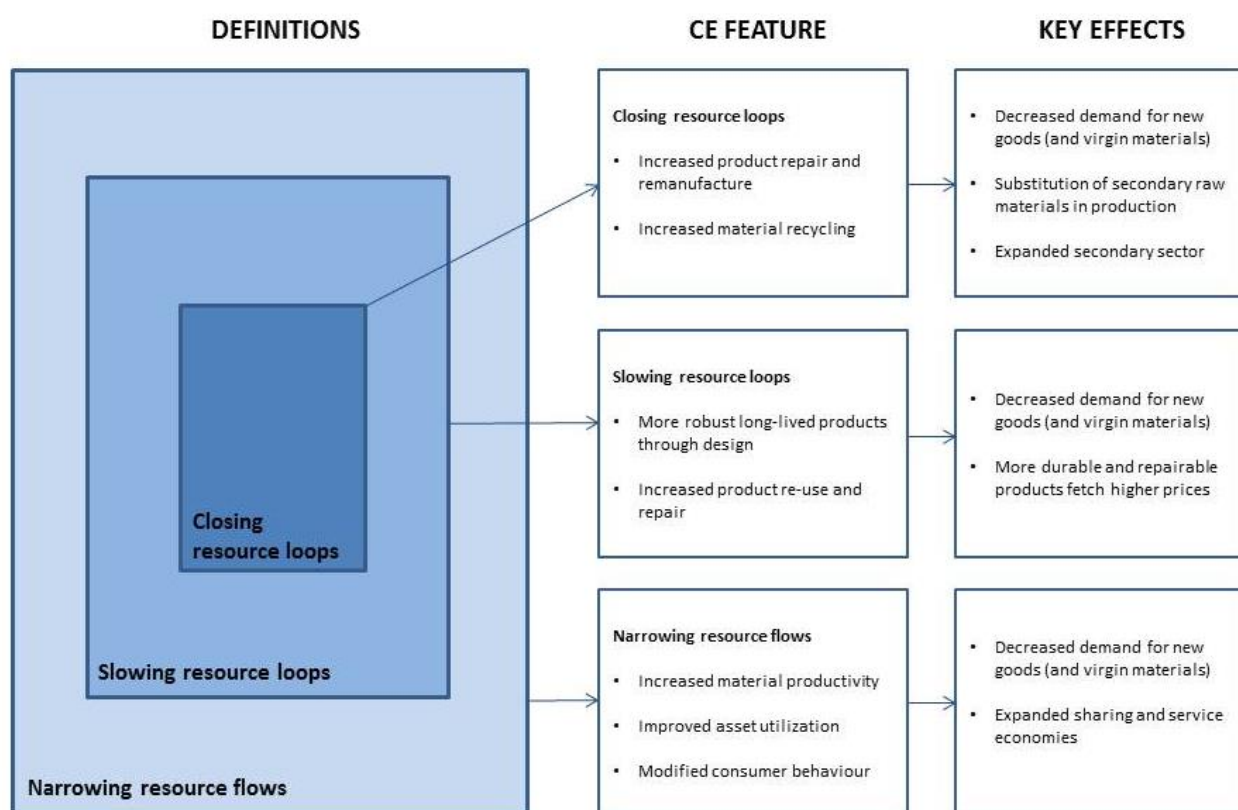 DEFINITIONS
CE FEATURE
KEY EFFECTS
Closing
resource loops
Slowing resource loops
Narrowing resource flows
Closing resource loops
• Increased product repair and
remanufacture
• Increased material recycling
• Decreased demand for new
goods (and virgin materials)
• Substitution of secondary raw
materials in production
• Expanded secondary sector
Slowing resource loops
• More robust long-lived products
through design
• Increased product re-use and
repair
• Decreased demand for new
goods (and virgin materials)
• More durable and repairable
products fetch higher prices
Narrowing resource flows
• Increased material productivity
• Improved asset utilization
• Modified consumer behaviour
• Decreased demand for new
goods (and virgin materials)
• Expanded sharing and service
economies